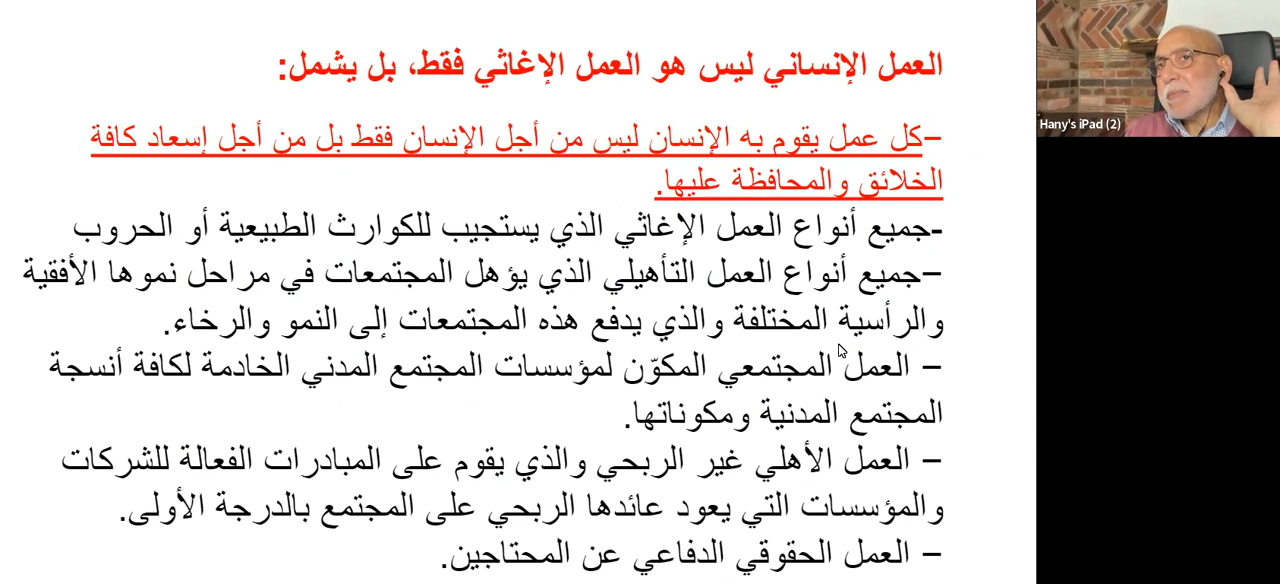 العمل الإنساني ليس هو العمل الإغاثي فقط، بل يشمل:
–كل عمل يقوم به الإنسان ليس من أجل الإنسان فقط بل من أجل إسعاد كافة
الخلائق والمحافظة عليها.
-جميع أنواع العمل الإغاثي الذي يستجيب للكوارث الطبيعية أو الحروب
–جميع أنواع العمل التأهيلي الذي يؤهل المجتمعات في مراحل نموها الأفقية
والرأسية المختلفة والذي يدفع هذه المجتمعات إلى النمو والرخاء.
– العمل المجتمعي المكوّن لمؤسسات المجتمع المدني الخادمة لكافة أنسجة
المجتمع المدنية ومكوناتها.
– العمل الأهلي غير الربحي والذي يقوم على المبادرات الفعالة للشركات
والمؤسسات التي يعود عائدها الربحي على المجتمع بالدرجة الأولى.
– العمل الحقوقي الدفاعي عن المحتاجين.
Hany's iPad (2)